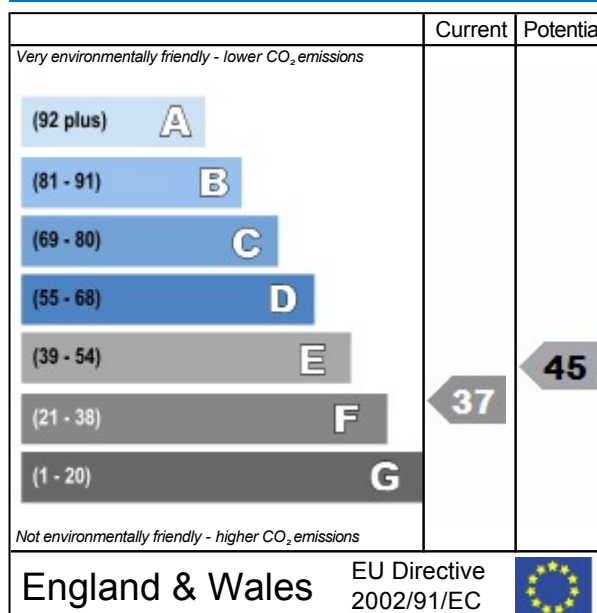 Current Potentia
Very environmentally friendly - lower CO₂ emissions
(92 plus) A
(81 - 91) B
(69 - 80) C
(55 - 68) D
(39 - 54) E
45
(21 - 38) F
37
(1 - 20) G
Not environmentally friendly - higher CO₂ emissions
England & Wales
EU Directive
2002/91/EC